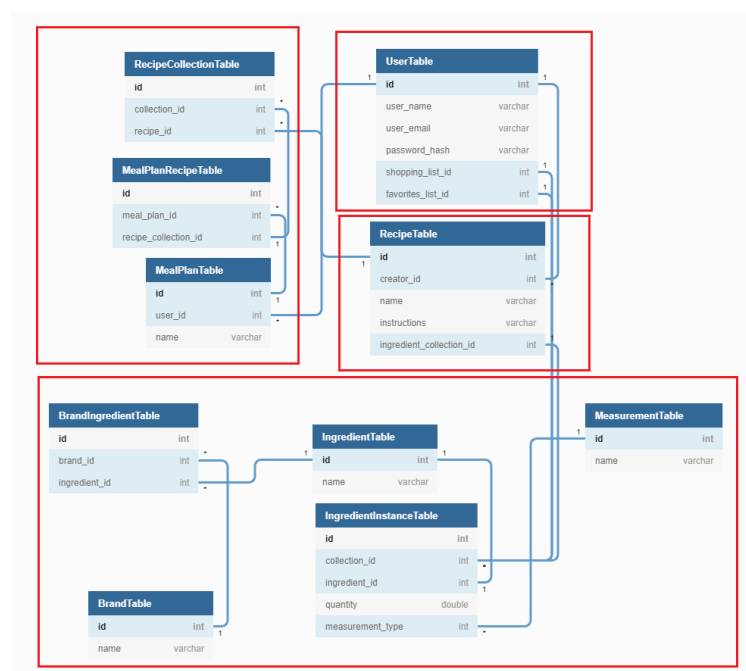 RecipeCollectionTable
id int
collection_id int
recipe_id int
MealPlanRecipeTable
id int
meal_plan_id int
recipe_collection_id int
MealPlanTable
id int
user_id int
name varchar
UserTable
id int
user_name varchar
user_email varchar
password_hash varchar
shopping_list_id int
favorites_list_id int
RecipeTable
id int
creator_id int
name varchar
instructions varchar
ingredient_collection_id int
BrandIngredientTable
id int
brand_id int
ingredient_id int
BrandTable
id int
name varchar
IngredientTable
id int
name varchar
IngredientInstanceTable
id int
collection_id int
ingredient_id int
quantity double
measurement_type int
MeasurementTable
id int
name varchar